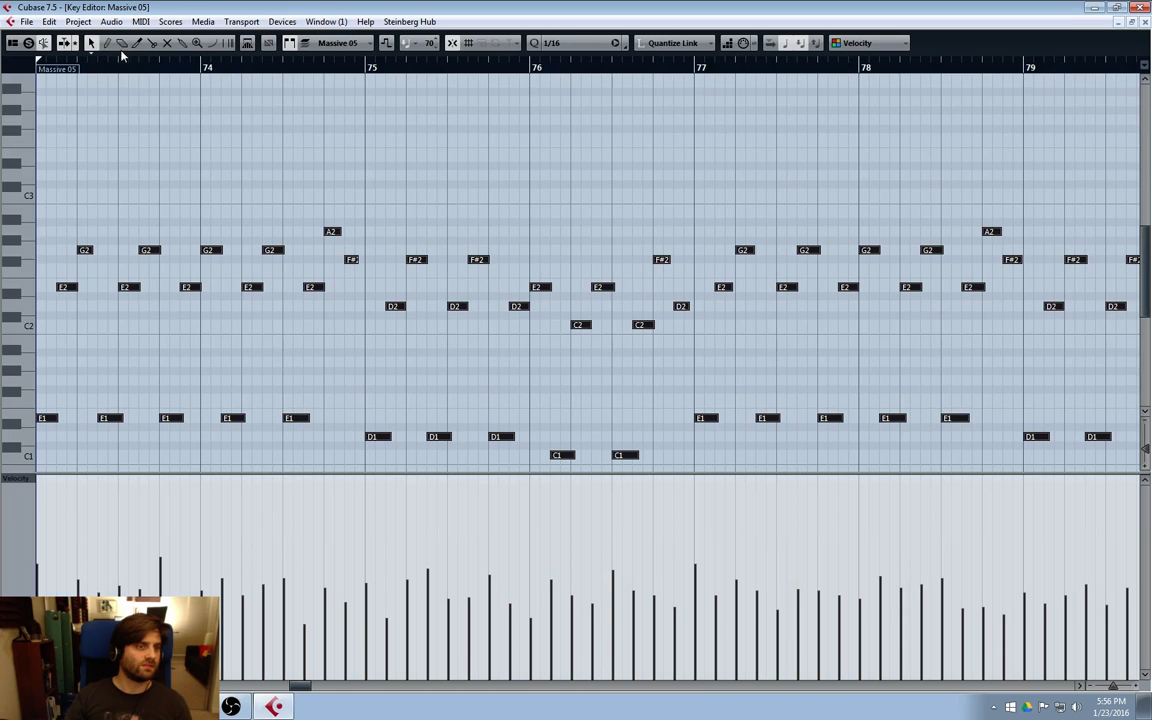 Cubase 7.5 - [Key Editor: Massive 05]
File Edit Project Audio MIDI Scores Media Transport Devices Window (1) Help Steinberg Hub
Massive 05 70 1/16 Quantize Link Velocity
Massive 05 74 75 76 77 78 79
C3
A2 A2
G2 G2 G2 G2 G2 G2 G2 G2
F#2 F#2 F#2 F#2 F#2 F#2 F#2
E2 E2 E2 E2 E2 E2 E2 E2 E2 E2 E2 E2
D2 D2 D2 D2 D2 D2
C2 C2 C2
E1 E1 E1 E1 E1 E1 E1 E1 E1 E1
D1 D1 D1 D1 D1
C1 C1 C1
Velocity
5:56 PM
1/23/2016